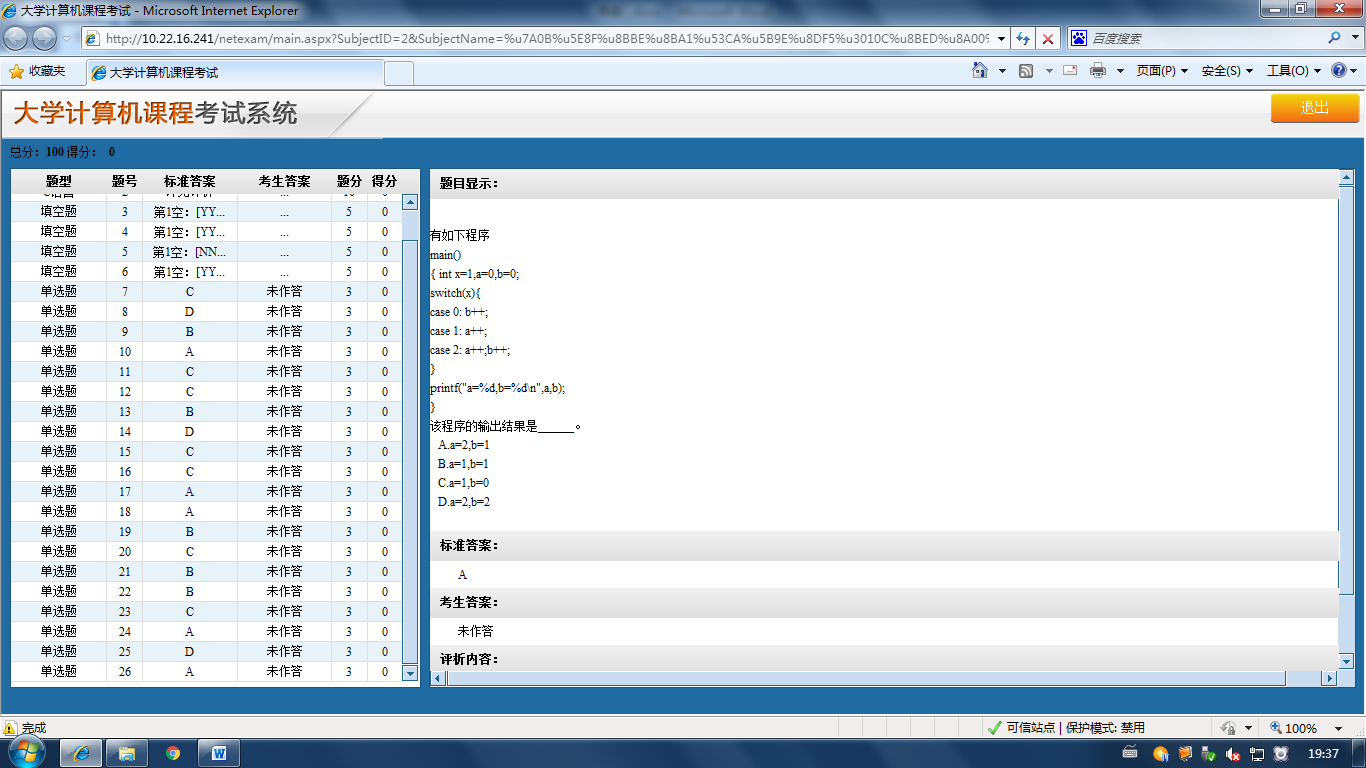 大学计算机课程考试 - Microsoft Internet Explorer
http://10.22.16.241/netexam/main.aspx?SubjectID=2&SubjectName=%u7A0B%u5E8F%u8BBE%u8BA1%u53CA%u5B9E%u8DF5%u3010C%u8BED%u8A00%
百度搜索
收藏夹
大学计算机课程考试
页面(P)
安全(S)
工具(O)
大学计算机课程考试系统
退出
总分：100 得分： 0
题型 题号 标准答案 考生答案 题分 得分
填空题 3 第1空：[YY... ... 5 0
填空题 4 第1空：[YY... ... 5 0
填空题 5 第1空：[NN... ... 5 0
填空题 6 第1空：[YY... ... 5 0
单选题 7 C 未作答 3 0
单选题 8 D 未作答 3 0
单选题 9 B 未作答 3 0
单选题 10 A 未作答 3 0
单选题 11 C 未作答 3 0
单选题 12 C 未作答 3 0
单选题 13 B 未作答 3 0
单选题 14 D 未作答 3 0
单选题 15 C 未作答 3 0
单选题 16 C 未作答 3 0
单选题 17 A 未作答 3 0
单选题 18 A 未作答 3 0
单选题 19 B 未作答 3 0
单选题 20 C 未作答 3 0
单选题 21 B 未作答 3 0
单选题 22 B 未作答 3 0
单选题 23 C 未作答 3 0
单选题 24 A 未作答 3 0
单选题 25 D 未作答 3 0
单选题 26 A 未作答 3 0
题目显示：
有如下程序
main()
{ int x=1,a=0,b=0;
switch(x){
case 0: b++;
case 1: a++;
case 2: a++;b++;
}
printf("a=%d,b=%d\n",a,b);
}
该程序的输出结果是______。
A.a=2,b=1
B.a=1,b=1
C.a=1,b=0
D.a=2,b=2
标准答案：
A
考生答案：
未作答
评析内容：
完成
可信站点 | 保护模式: 禁用
100%
19:37